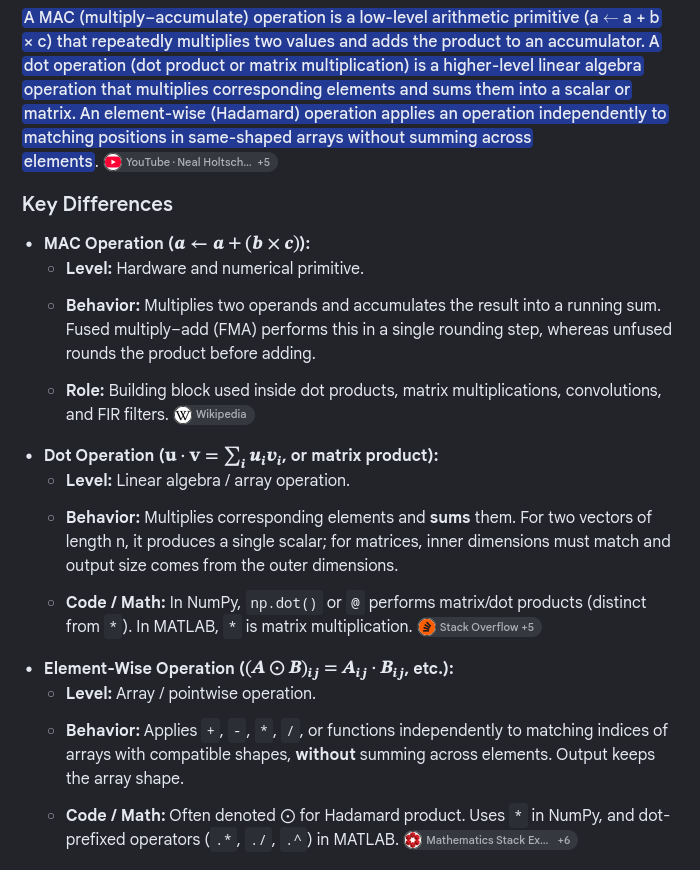 A MAC (multiply–accumulate) operation is a low-level arithmetic primitive (a ← a + b
× c) that repeatedly multiplies two values and adds the product to an accumulator. A
dot operation (dot product or matrix multiplication) is a higher-level linear algebra
operation that multiplies corresponding elements and sums them into a scalar or
matrix. An element-wise (Hadamard) operation applies an operation independently to
matching positions in same-shaped arrays without summing across
elements. YouTube · Neal Holtsch... +5
Key Differences
• MAC Operation (a ← a + (b × c)):
○ Level: Hardware and numerical primitive.
○ Behavior: Multiplies two operands and accumulates the result into a running sum.
Fused multiply–add (FMA) performs this in a single rounding step, whereas unfused
rounds the product before adding.
○ Role: Building block used inside dot products, matrix multiplications, convolutions,
and FIR filters. W Wikipedia
• Dot Operation (u · v = ∑ᵢ uᵢvᵢ, or matrix product):
○ Level: Linear algebra / array operation.
○ Behavior: Multiplies corresponding elements and sums them. For two vectors of
length n, it produces a single scalar; for matrices, inner dimensions must match and
output size comes from the outer dimensions.
○ Code / Math: In NumPy, np.dot() or @ performs matrix/dot products (distinct
from * ). In MATLAB, * is matrix multiplication. Stack Overflow +5
• Element-Wise Operation ((A ⊙ B)ᵢⱼ = Aᵢⱼ · Bᵢⱼ, etc.):
○ Level: Array / pointwise operation.
○ Behavior: Applies + , - , * , / , or functions independently to matching indices of
arrays with compatible shapes, without summing across elements. Output keeps
the array shape.
○ Code / Math: Often denoted ⊙ for Hadamard product. Uses * in NumPy, and dot-
prefixed operators ( .* , ./ , .^ ) in MATLAB. Mathematics Stack Ex... +6